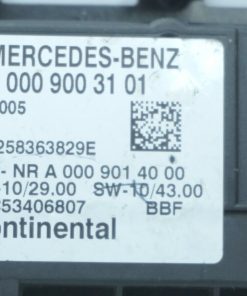 MERCEDES-BENZ
000 900 31 01
005
258363829E
- NR A 000 901 40 00
-10/29.00 SW-10/43.00
353406807 BBF
ontinental